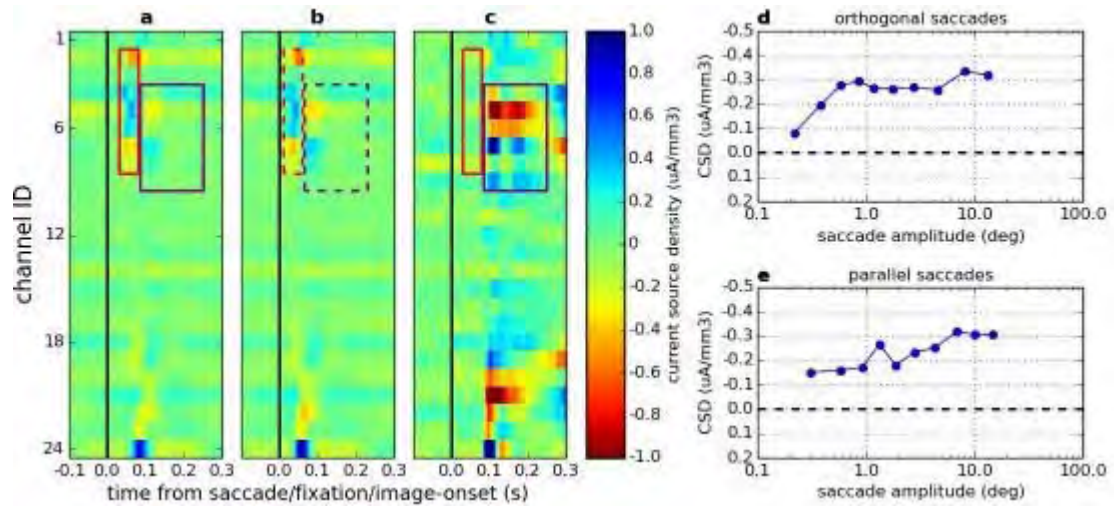 a
b
c
1
6
12
18
24
channel ID
-0.1 0.0 0.1 0.2 0.3
0.0 0.1 0.2 0.3
0.0 0.1 0.2 0.3
time from saccade/fixation/image-onset (s)
1.0
0.8
0.6
0.4
0.2
0
-0.2
-0.4
-0.6
-0.8
-1.0
current source density (uA/mm3)
d
orthogonal saccades
-0.5
-0.4
-0.3
-0.2
-0.1
0.0
0.1
0.2
CSD (uA/mm3)
0.1 1.0 10.0 100.0
saccade amplitude (deg)
e
parallel saccades
-0.5
-0.4
-0.3
-0.2
-0.1
0.0
0.1
0.2
CSD (uA/mm3)
0.1 1.0 10.0 100.0
saccade amplitude (deg)